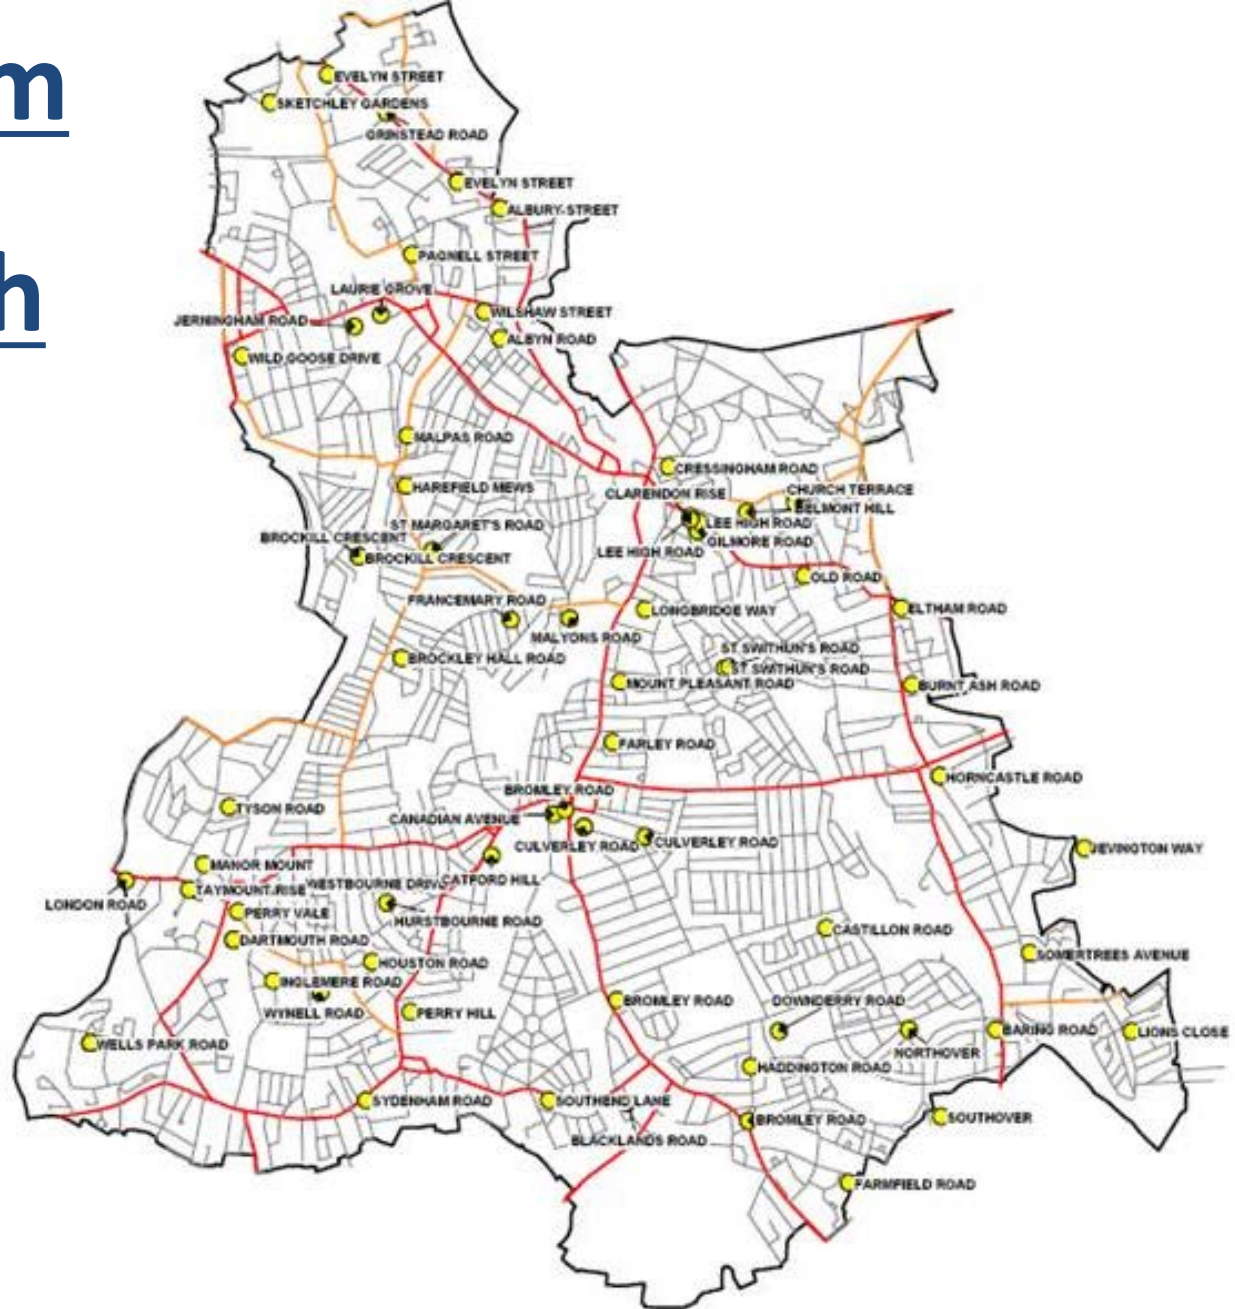 m
h
EVELYN STREET
SKETCHLEY GARDENS
GRINSTEAD ROAD
EVELYN STREET
ALBURY STREET
PAGNELL STREET
LAURIE GROVE
WILSHAW STREET
JERNINGHAM ROAD
ALBYN ROAD
WILD GOOSE DRIVE
MALPAS ROAD
CRESSINGHAM ROAD
HAREFIELD MEWS
CLARENDON RISE
CHURCH TERRACE
BELMONT HILL
ST MARGARET'S ROAD
LEE HIGH ROAD
BROCKILL CRESCENT
GILMORE ROAD
LEE HIGH ROAD
BROCKILL CRESCENT
OLD ROAD
FRANCEMARY ROAD
LONGBRIDGE WAY
ELTHAM ROAD
MALYONS ROAD
ST SWITHUN'S ROAD
BROCKLEY HALL ROAD
ST SWITHUN'S ROAD
MOUNT PLEASANT ROAD
BURNT ASH ROAD
FARLEY ROAD
HORNCASTLE ROAD
BROMLEY ROAD
TYSON ROAD
CANADIAN AVENUE
CULVERLEY ROAD
CULVERLEY ROAD
JEVINGTON WAY
MANOR MOUNT
CATFORD HILL
WESTBOURNE DRIVE
TAYMOUNT RISE
LONDON ROAD
PERRY VALE
HURSTBOURNE ROAD
CASTILLON ROAD
DARTMOUTH ROAD
SOMERTREES AVENUE
HOUSTON ROAD
INGLEMERE ROAD
BROMLEY ROAD
DOWNDERRY ROAD
WYNELL ROAD
PERRY HILL
BARING ROAD
LIONS CLOSE
WELLS PARK ROAD
NORTHOVER
HADDINGTON ROAD
SYDENHAM ROAD
SOUTHEND LANE
SOUTHOVER
BROMLEY ROAD
BLACKLANDS ROAD
FARMFIELD ROAD